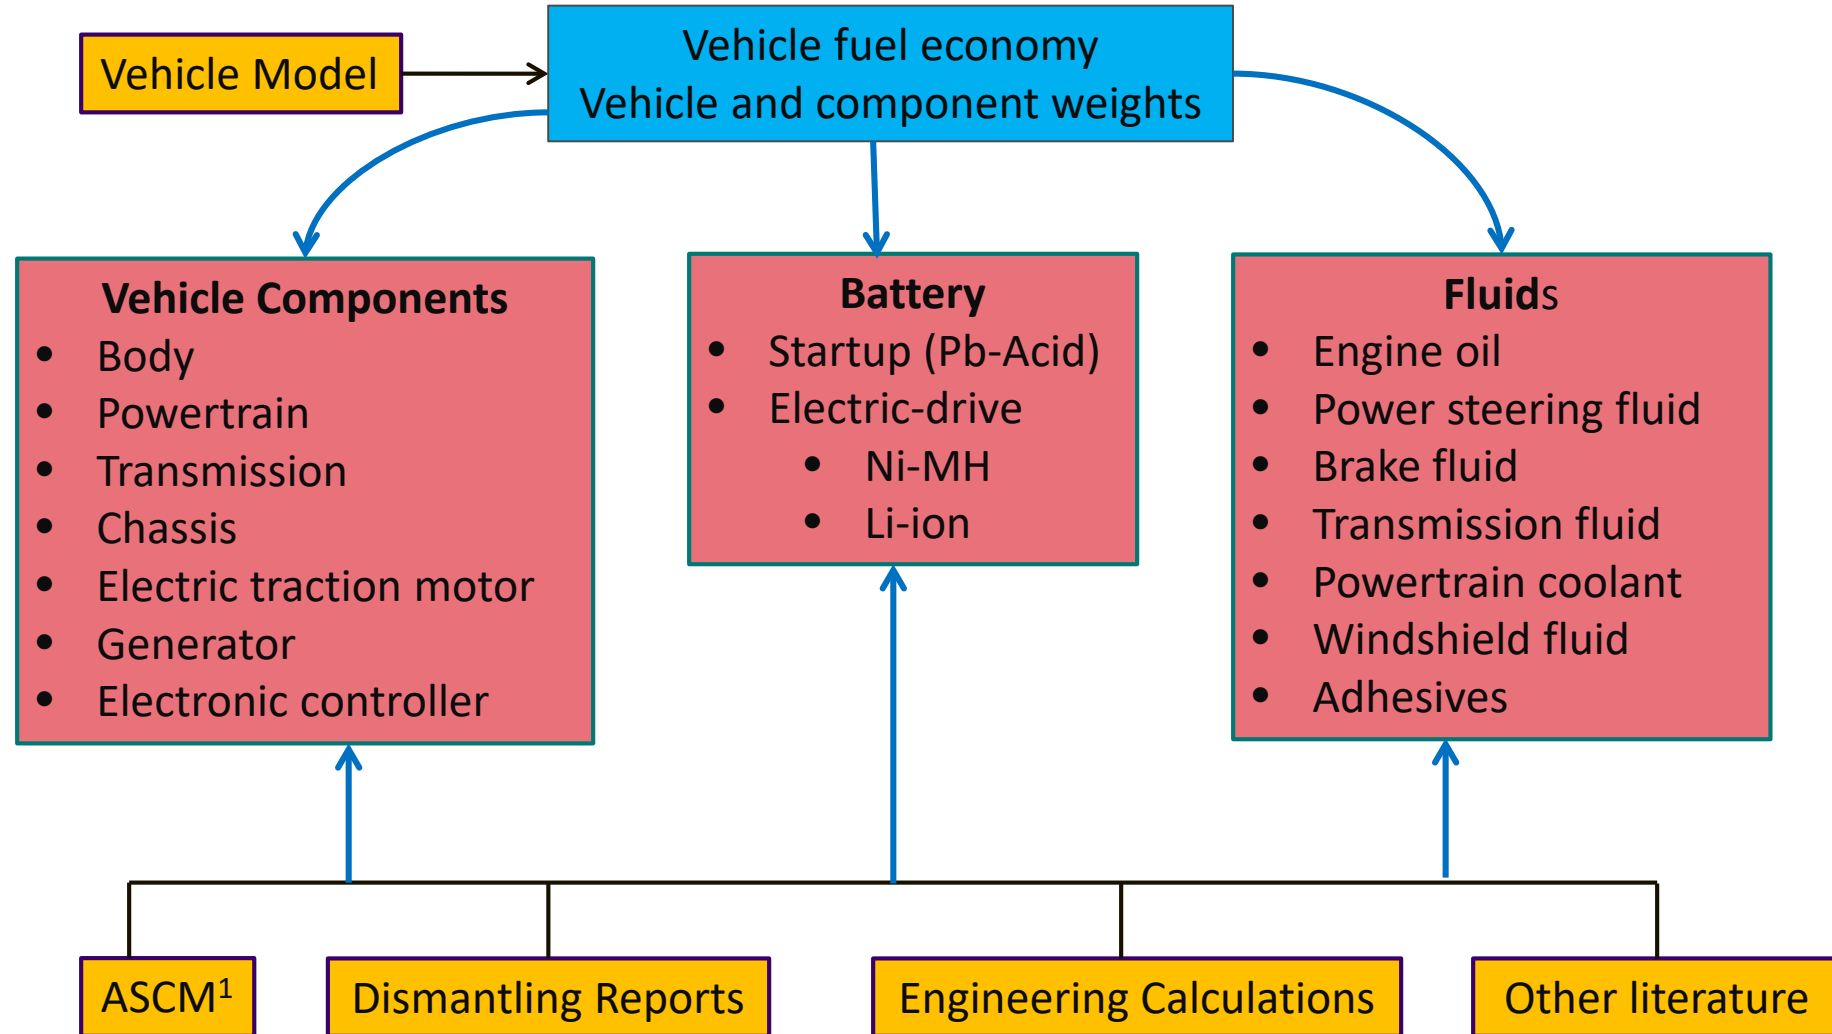 Vehicle Model
Vehicle fuel economy
Vehicle and component weights
Vehicle Components
• Body
• Powertrain
• Transmission
• Chassis
• Electric traction motor
• Generator
• Electronic controller
Battery
• Startup (Pb-Acid)
• Electric-drive
• Ni-MH
• Li-ion
Fluids
• Engine oil
• Power steering fluid
• Brake fluid
• Transmission fluid
• Powertrain coolant
• Windshield fluid
• Adhesives
ASCM¹
Dismantling Reports
Engineering Calculations
Other literature